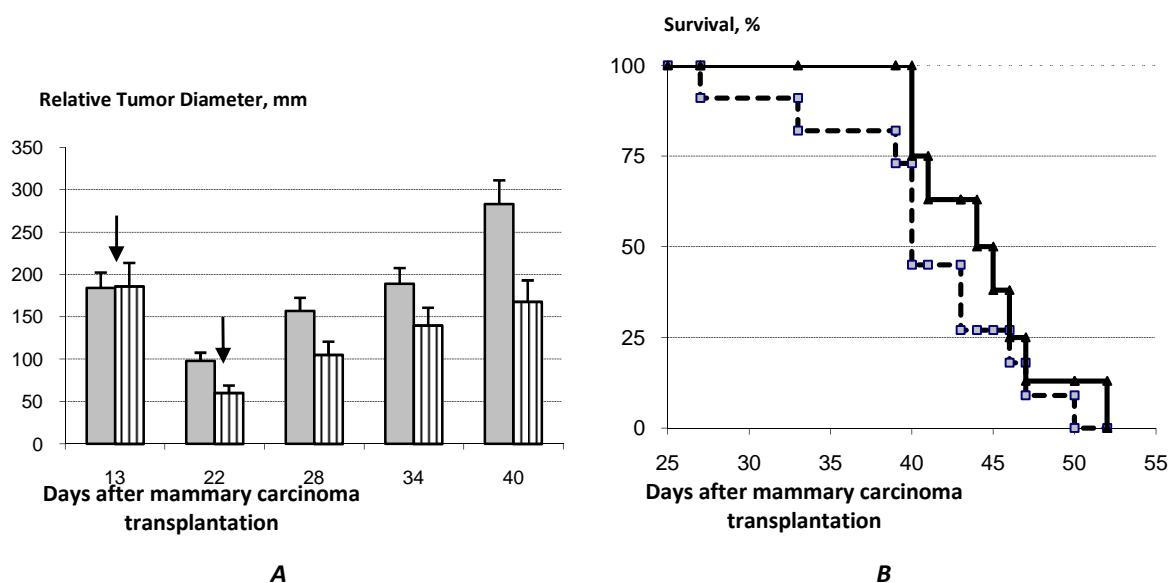 Relative Tumor Diameter, mm
350
300
250
200
150
100
50
0
13 22 28 34 40
Days after mammary carcinoma
transplantation
A
Survival, %
100
75
50
25
0
25 30 35 40 45 50 55
Days after mammary carcinoma
transplantation
B